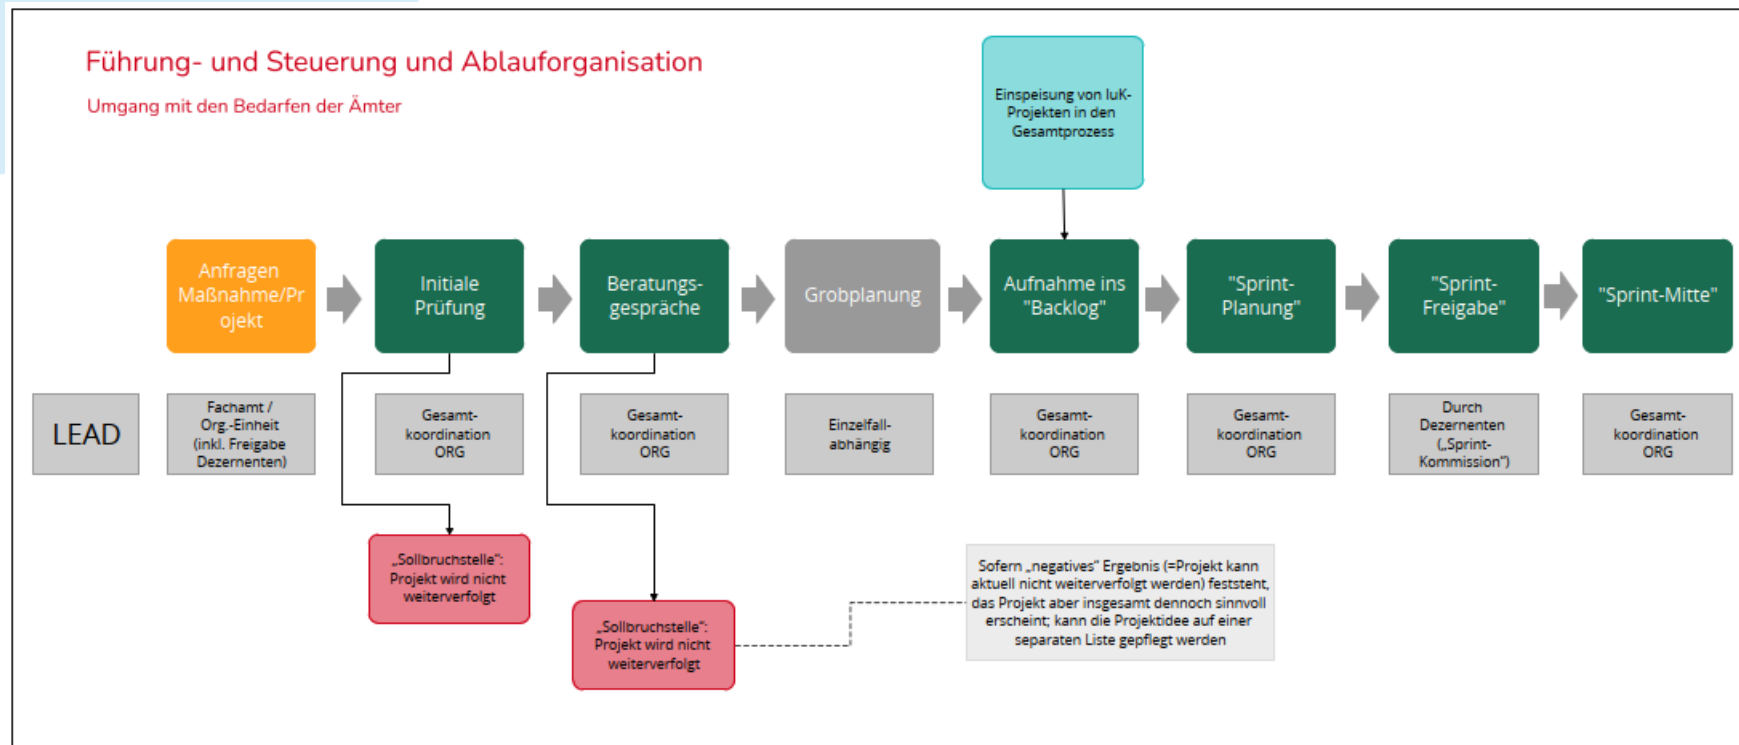 Führung- und Steuerung und Ablauforganisation
Umgang mit den Bedarfen der Ämter
Einspeisung von IuK-
Projekten in den
Gesamtprozess
Anfragen
Maßnahme/Pr
ojekt
Initiale
Prüfung
Beratungs-
gespräche
Grobplanung
Aufnahme ins
"Backlog"
"Sprint-
Planung"
"Sprint-
Freigabe"
"Sprint-Mitte"
LEAD
Fachamt /
Org.-Einheit
(inkl. Freigabe
Dezernenten)
Gesamt-
koordination
ORG
Gesamt-
koordination
ORG
Einzelfall-
abhängig
Gesamt-
koordination
ORG
Gesamt-
koordination
ORG
Durch
Dezernenten
(„Sprint-
Kommission“)
Gesamt-
koordination
ORG
„Sollbruchstelle“:
Projekt wird nicht
weiterverfolgt
„Sollbruchstelle“:
Projekt wird nicht
weiterverfolgt
Sofern „negatives“ Ergebnis (=Projekt kann
aktuell nicht weiterverfolgt werden) feststeht,
das Projekt aber insgesamt dennoch sinnvoll
erscheint; kann die Projektidee auf einer
separaten Liste gepflegt werden